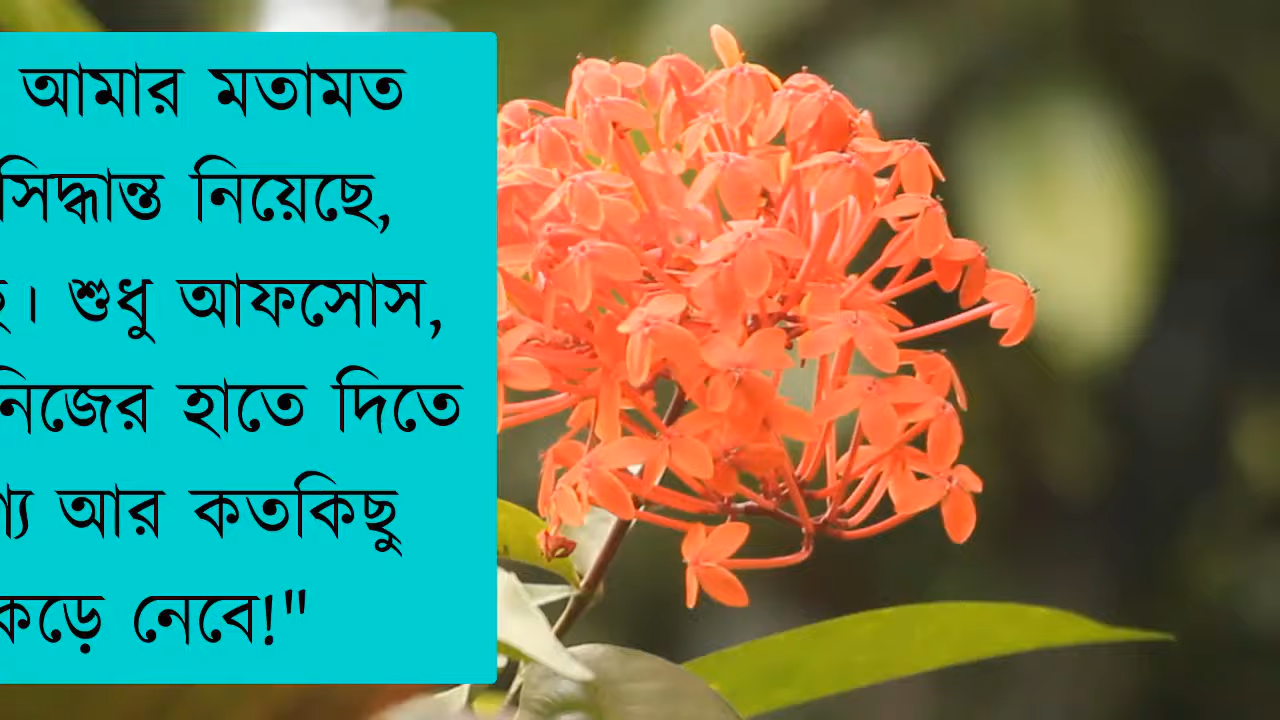 আমার মতামত
সিদ্ধান্ত নিয়েছে,
শুধু আফসোস,
নিজের হাতে দিতে
আর কতকিছু
নেবে!"